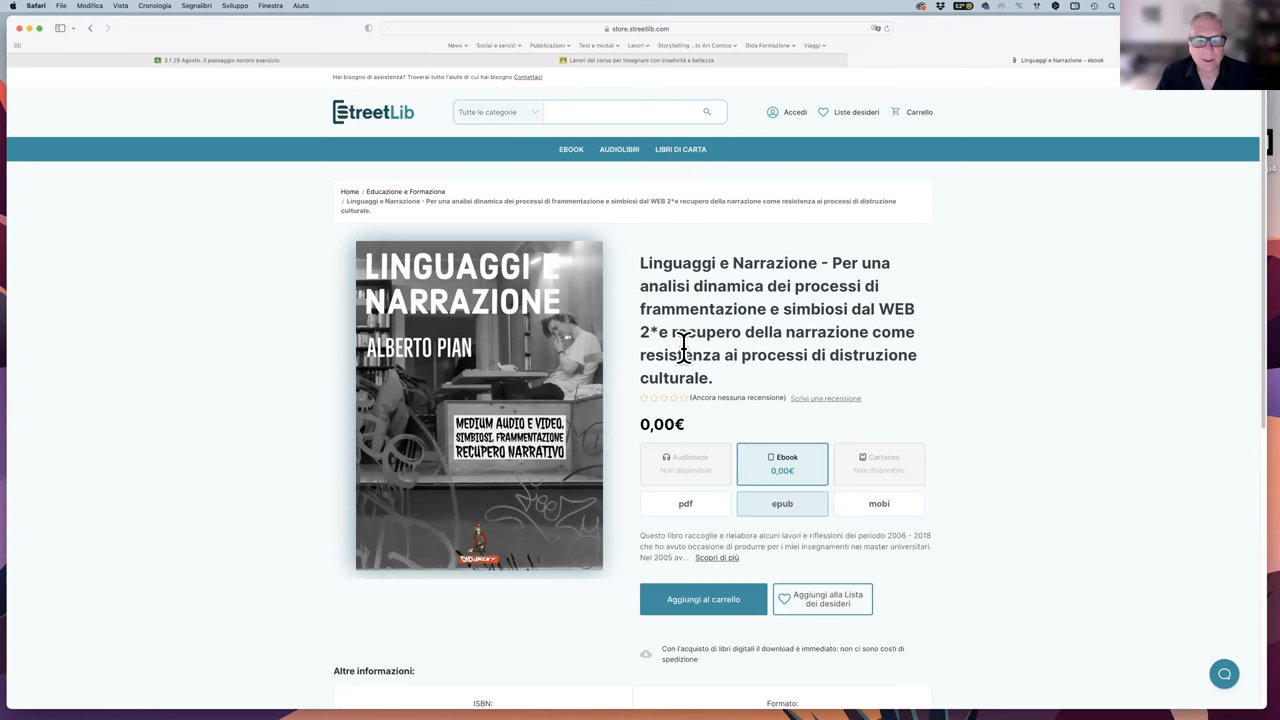 Safari File Modifica Vista Cronologia Segnalibri Sviluppo Finestra Aiuto
52°
store.streetlib.com
News Social e servizi Pubblicazioni Test e moduli Lavori Storytelling ...to Art Comics Dida Formazione Viaggi
3.1 29 Agosto. il paesaggio sonoro esercizio
Lavori del corso per Insegnare con creatività e bellezza
Linguaggi e Narrazione - ebook
Hai bisogno di assistenza? Troverai tutto l'aiuto di cui hai bisogno Contattaci
StreetLib
Tutte le categorie
Accedi
Liste desideri
Carrello
EBOOK AUDIOLIBRI LIBRI DI CARTA
Home / Educazione e Formazione
/ Linguaggi e Narrazione - Per una analisi dinamica dei processi di frammentazione e simbiosi dal WEB 2*e recupero della narrazione come resistenza ai processi di distruzione
culturale.
LINGUAGGI E
NARRAZIONE
ALBERTO PIAN
MEDIUM AUDIO E VIDEO,
SIMBIOSI, FRAMMENTAZIONE
RECUPERO NARRATIVO
Linguaggi e Narrazione - Per una
analisi dinamica dei processi di
frammentazione e simbiosi dal WEB
2*e recupero della narrazione come
resistenza ai processi di distruzione
culturale.
(Ancora nessuna recensione) Scrivi una recensione
0,00€
Audiobook
Non disponibile
Ebook
0,00€
Cartaceo
Non disponibile
pdf
epub
mobi
Questo libro raccoglie e rielabora alcuni lavori e riflessioni del periodo 2006 - 2018
che ho avuto occasione di produrre per i miei insegnamenti nei master universitari.
Nel 2005 av... Scopri di più
Aggiungi al carrello
Aggiungi alla Lista
dei desideri
Con l'acquisto di libri digitali il download è immediato: non ci sono costi di
spedizione
Altre informazioni:
ISBN:
Formato: